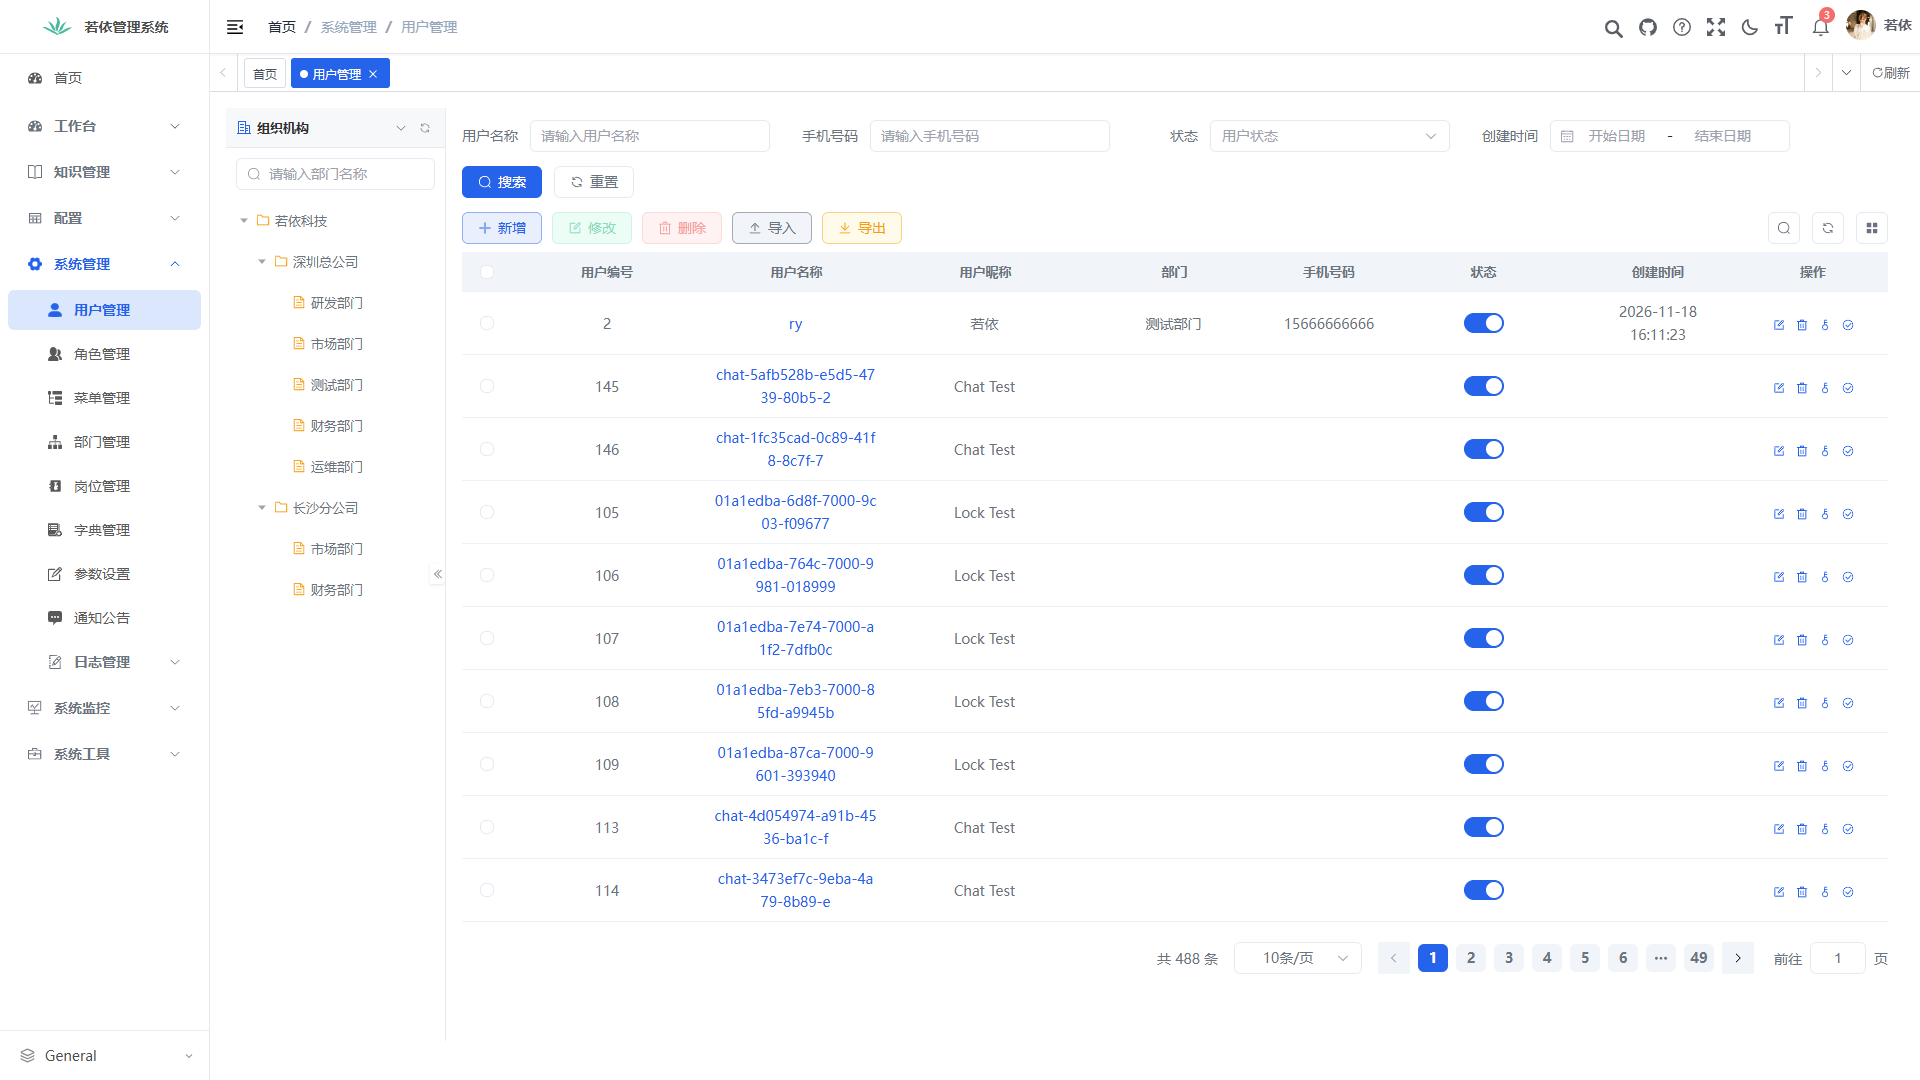 若依管理系统
首页 / 系统管理 / 用户管理
3
若依
首页
用户管理
刷新
首页
工作台
知识管理
配置
系统管理
用户管理
角色管理
菜单管理
部门管理
岗位管理
字典管理
参数设置
通知公告
日志管理
系统监控
系统工具
General
组织机构
请输入部门名称
若依科技
深圳总公司
研发部门
市场部门
测试部门
财务部门
运维部门
长沙分公司
市场部门
财务部门
用户名称 请输入用户名称 手机号码 请输入手机号码 状态 用户状态 创建时间 开始日期 - 结束日期
搜索 重置
新增 修改 删除 导入 导出
用户编号 用户名称 用户昵称 部门 手机号码 状态 创建时间 操作
2 ry 若依 测试部门 15666666666 2026-11-18
16:11:23
145 chat-5afb528b-e5d5-47 Chat Test
39-80b5-2
146 chat-1fc35cad-0c89-41f Chat Test
8-8c7f-7
105 01a1edba-6d8f-7000-9c Lock Test
03-f09677
106 01a1edba-764c-7000-9 Lock Test
981-018999
107 01a1edba-7e74-7000-a Lock Test
1f2-7dfb0c
108 01a1edba-7eb3-7000-8 Lock Test
5fd-a9945b
109 01a1edba-87ca-7000-9 Lock Test
601-393940
113 chat-4d054974-a91b-45 Chat Test
36-ba1c-f
114 chat-3473ef7c-9eba-4a Chat Test
79-8b89-e
共 488 条 10条/页 1 2 3 4 5 6 ··· 49 前往 1 页